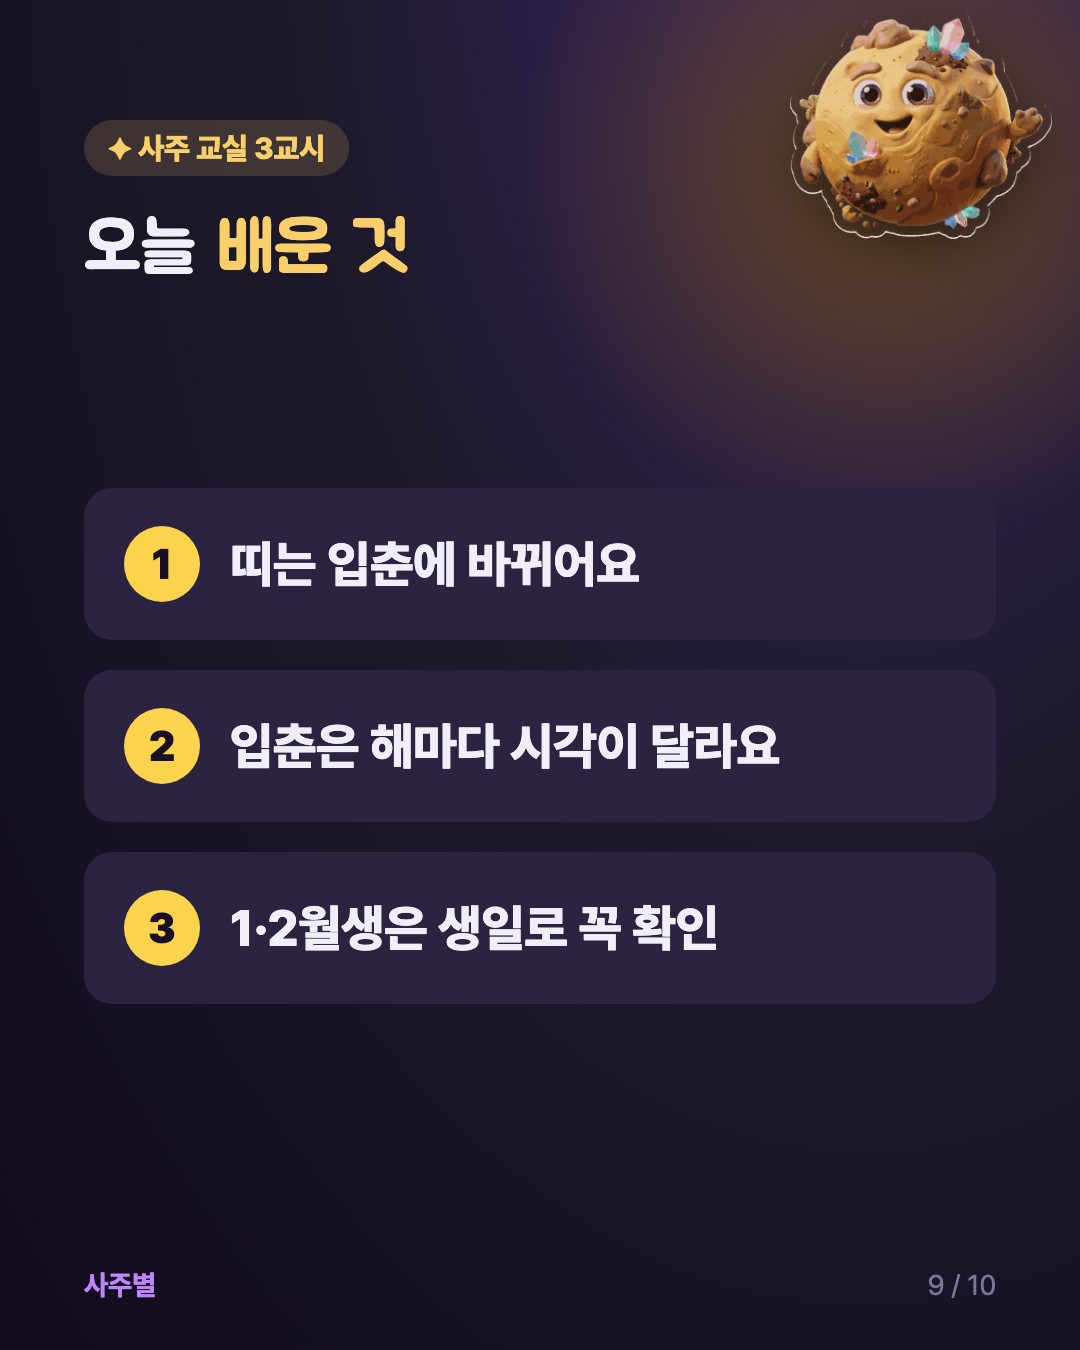 ✦ 사주 교실 3교시
오늘 배운 것
1 띠는 입춘에 바뀌어요
2 입춘은 해마다 시각이 달라요
3 1·2월생은 생일로 꼭 확인
사주별
9 / 10